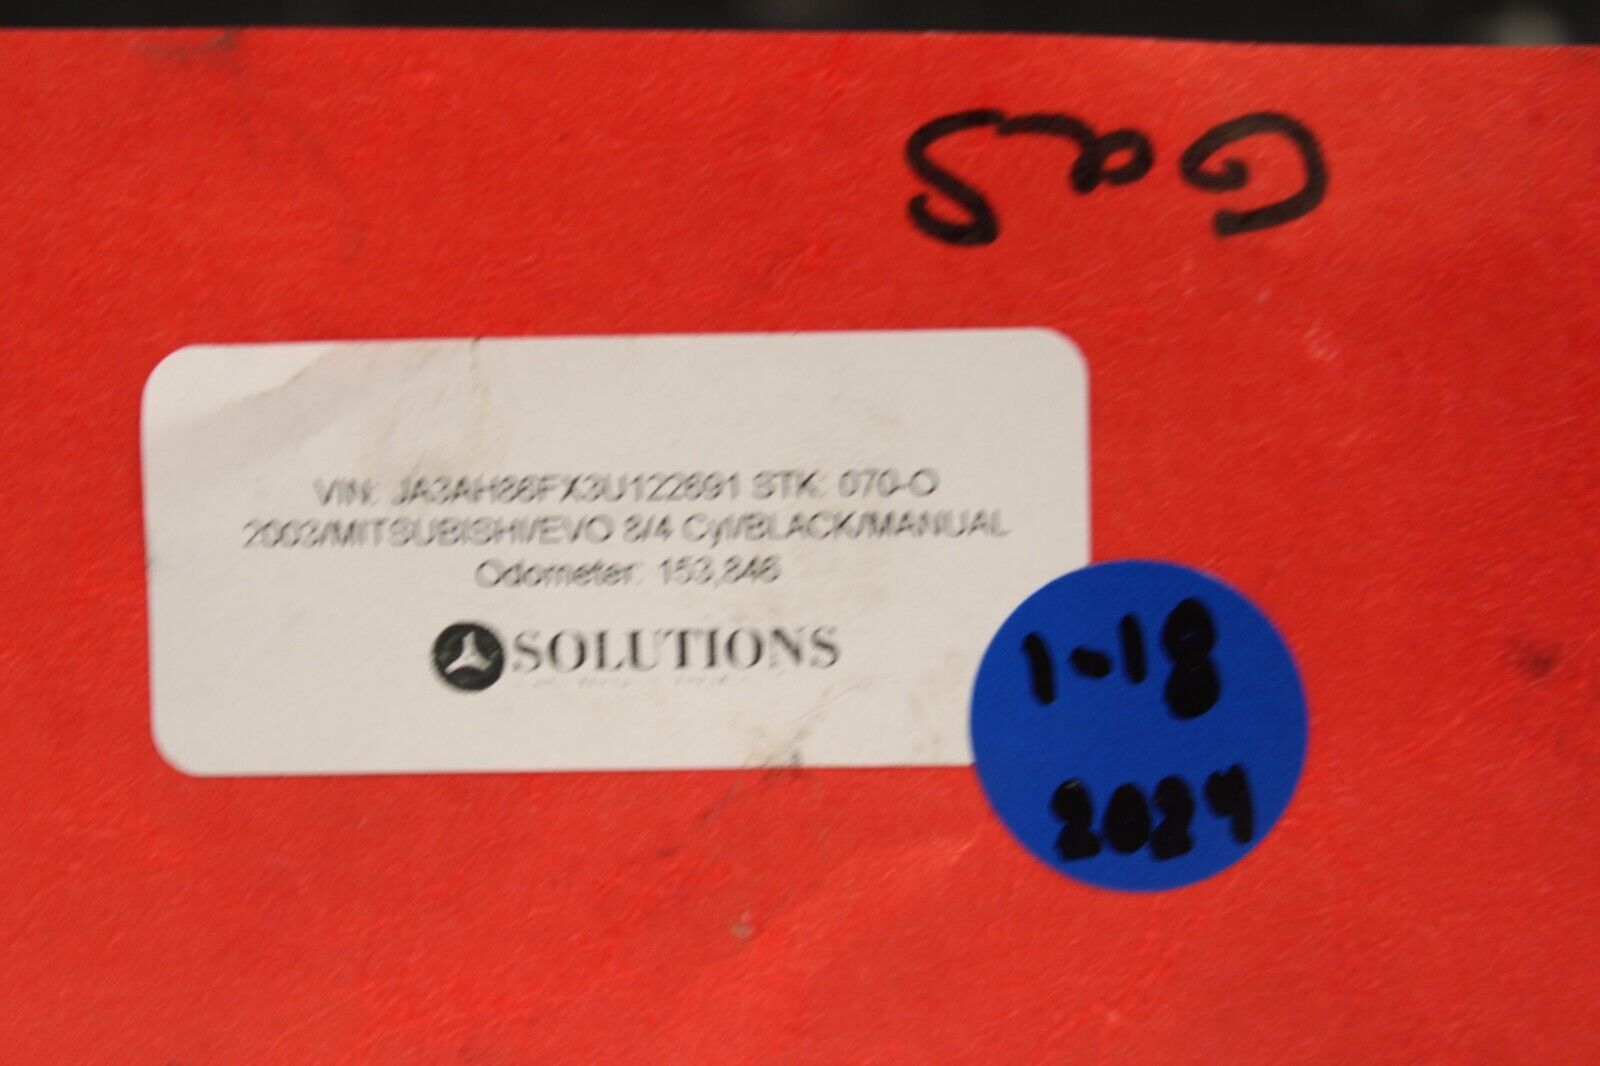 Gas
VIN: JA3AH86FX3U122691 STK: 070-O
2003/MITSUBISHI/EVO 8/4 Cyl/BLACK/MANUAL
Odometer: 153,846
SOLUTIONS
1-18
2024